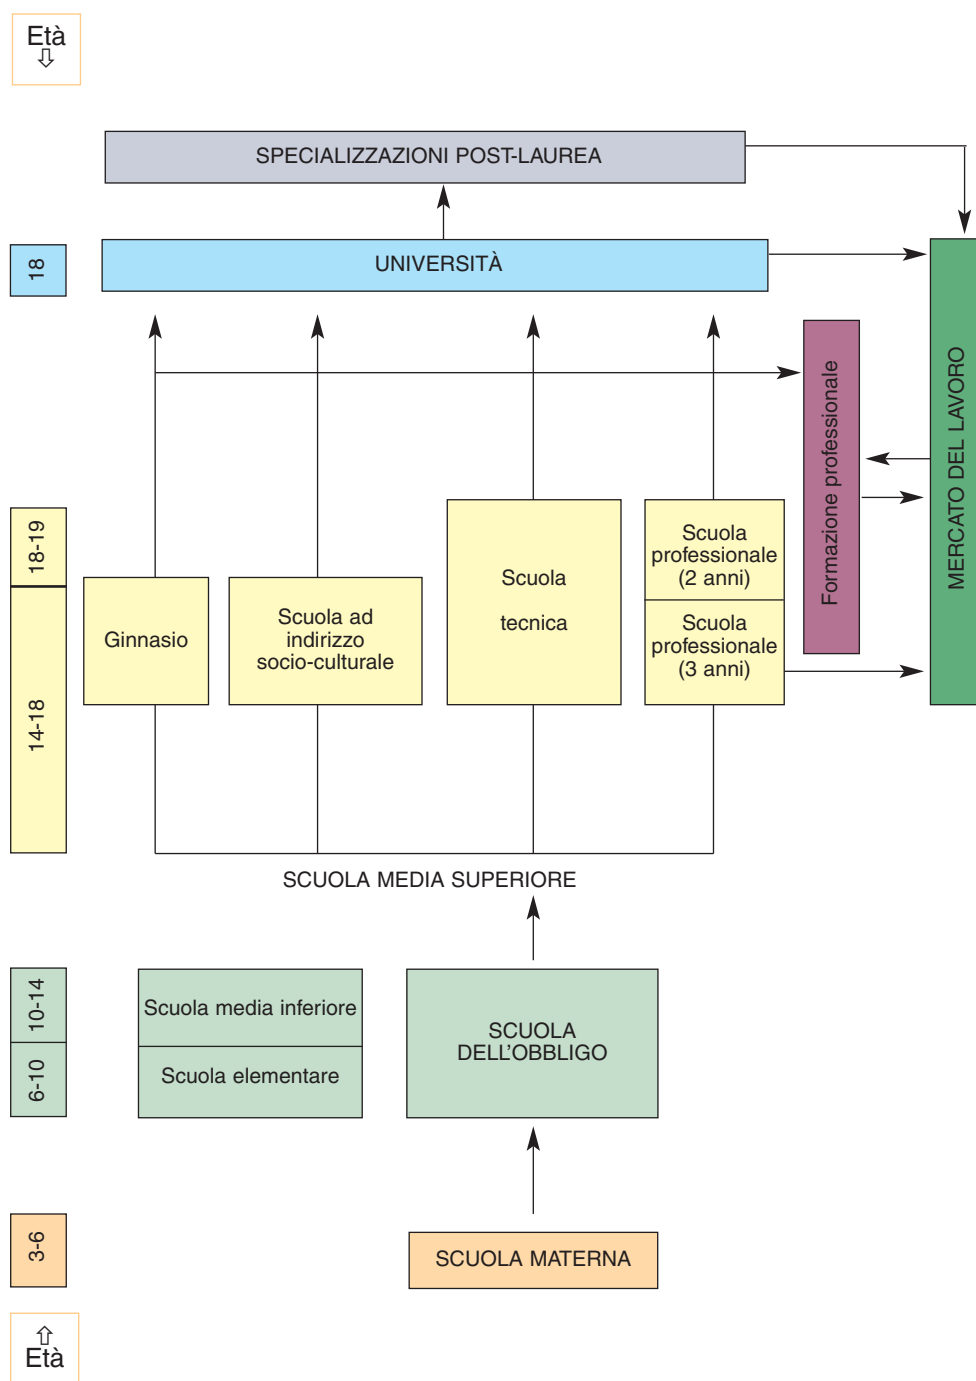 Età
SPECIALIZZAZIONI POST-LAUREA
18
UNIVERSITÀ
MERCATO DEL LAVORO
Formazione professionale
18-19
14-18
Ginnasio
Scuola ad
indirizzo
socio-culturale
Scuola
tecnica
Scuola
professionale
(2 anni)
Scuola
professionale
(3 anni)
SCUOLA MEDIA SUPERIORE
10-14
6-10
Scuola media inferiore
Scuola elementare
SCUOLA
DELL'OBBLIGO
3-6
SCUOLA MATERNA
Età